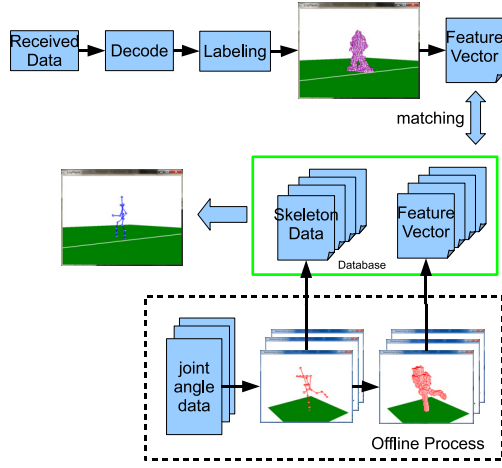 Received
Data
Decode
Labeling
Feature
Vector
matching
Skeleton
Data
Feature
Vector
Database
joint
angle
data
Offline Process